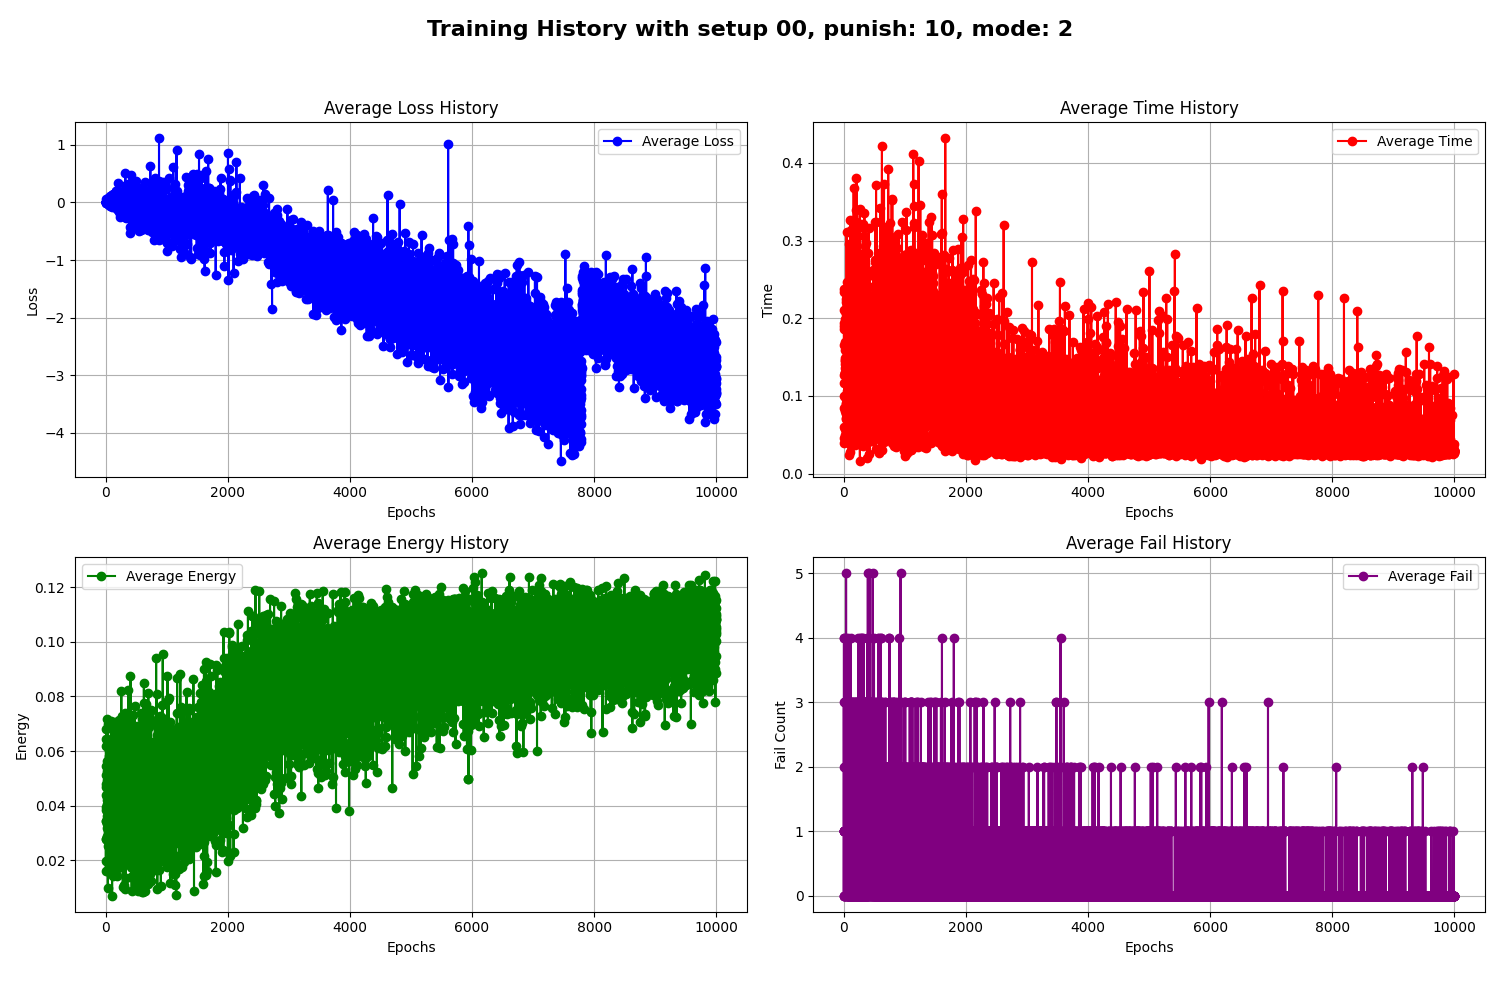 Training History with setup 00, punish: 10, mode: 2
Average Loss History
Average Loss
Loss
1
0
−1
−2
−3
−4
0 2000 4000 6000 8000 10000
Epochs
Average Time History
Average Time
Time
0.4
0.3
0.2
0.1
0.0
0 2000 4000 6000 8000 10000
Epochs
Average Energy History
Average Energy
Energy
0.12
0.10
0.08
0.06
0.04
0.02
0 2000 4000 6000 8000 10000
Epochs
Average Fail History
Average Fail
Fail Count
5
4
3
2
1
0
0 2000 4000 6000 8000 10000
Epochs